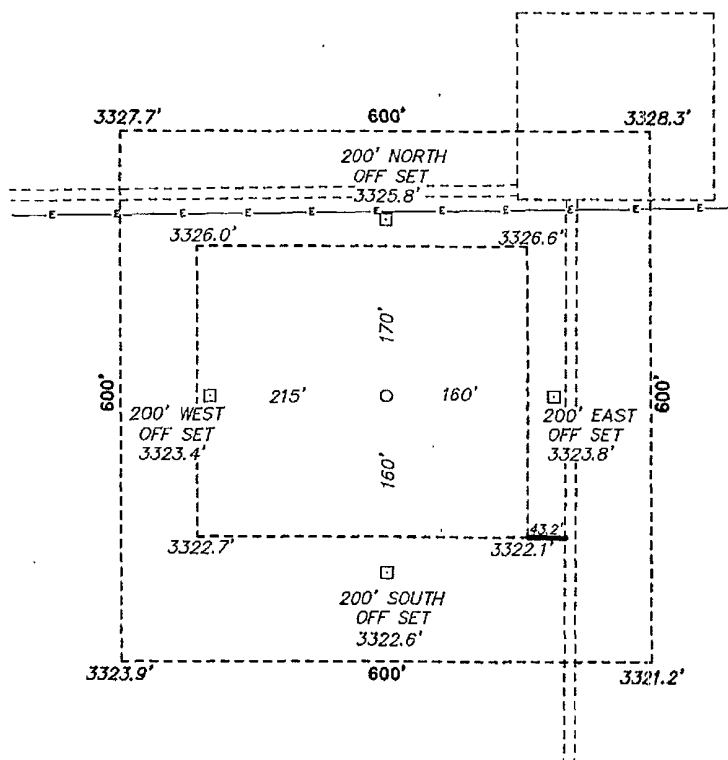 3327.7' 600' 3328.3'
200' NORTH
OFF SET
3325.8'
E E E E E E E E E E E
3326.0' 3326.6'
170'
600' 215' 160' 600'
200' WEST
OFF SET
3323.4'
200' EAST
OFF SET
3323.8'
160'
43.2'
3322.7' 3322.1'
200' SOUTH
OFF SET
3322.6'
3323.9' 600' 3321.2'